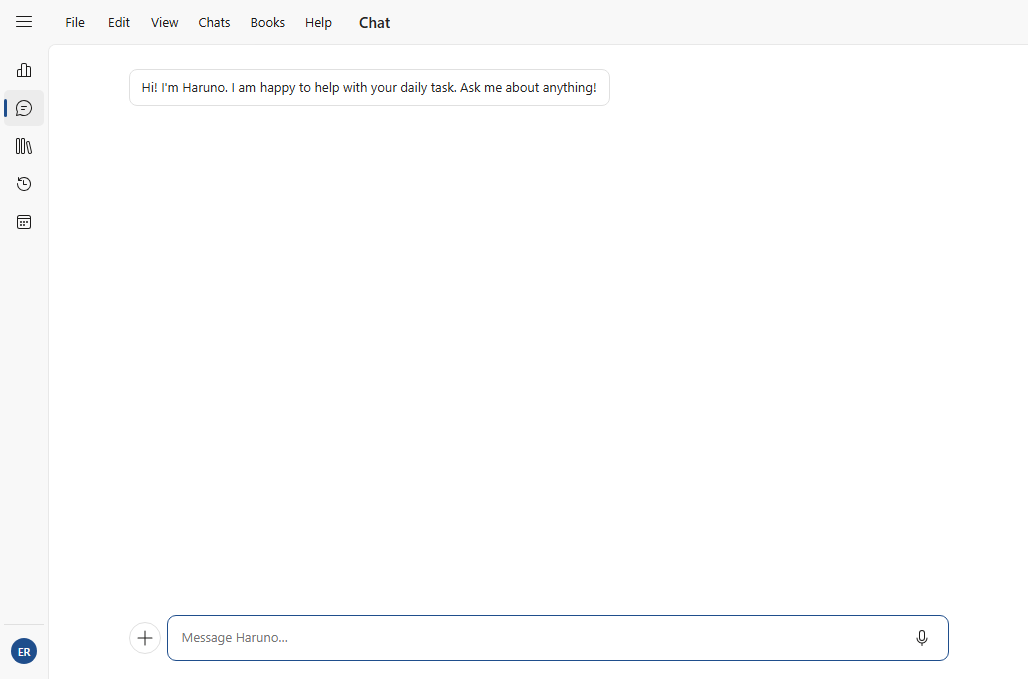 File Edit View Chats Books Help Chat
Hi! I'm Haruno. I am happy to help with your daily task. Ask me about anything!
Message Haruno...
ER